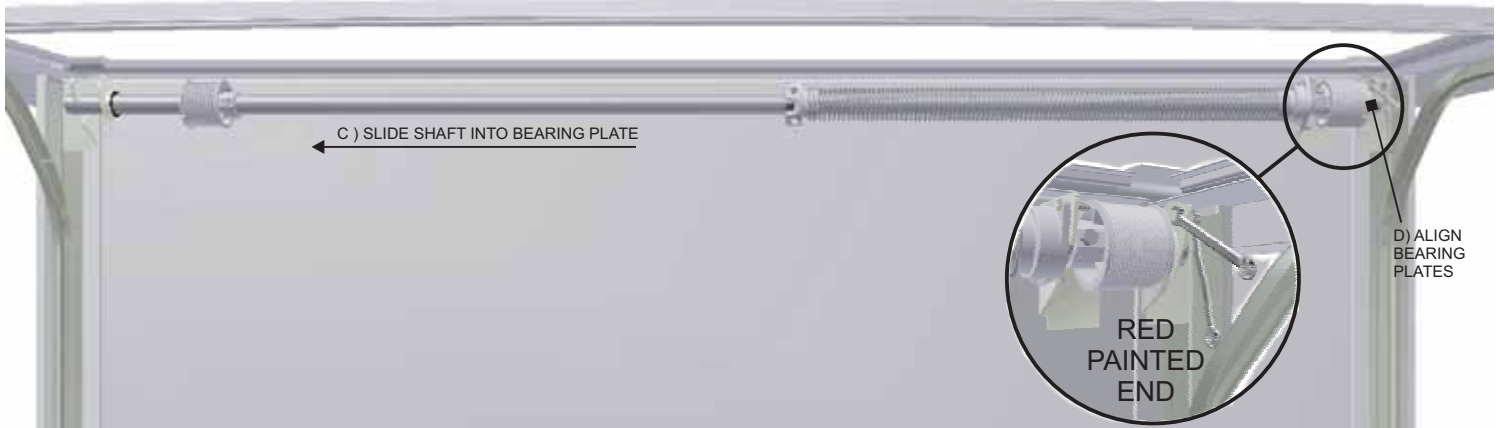 C ) SLIDE SHAFT INTO BEARING PLATE
D) ALIGN
BEARING
PLATES
RED
PAINTED
END